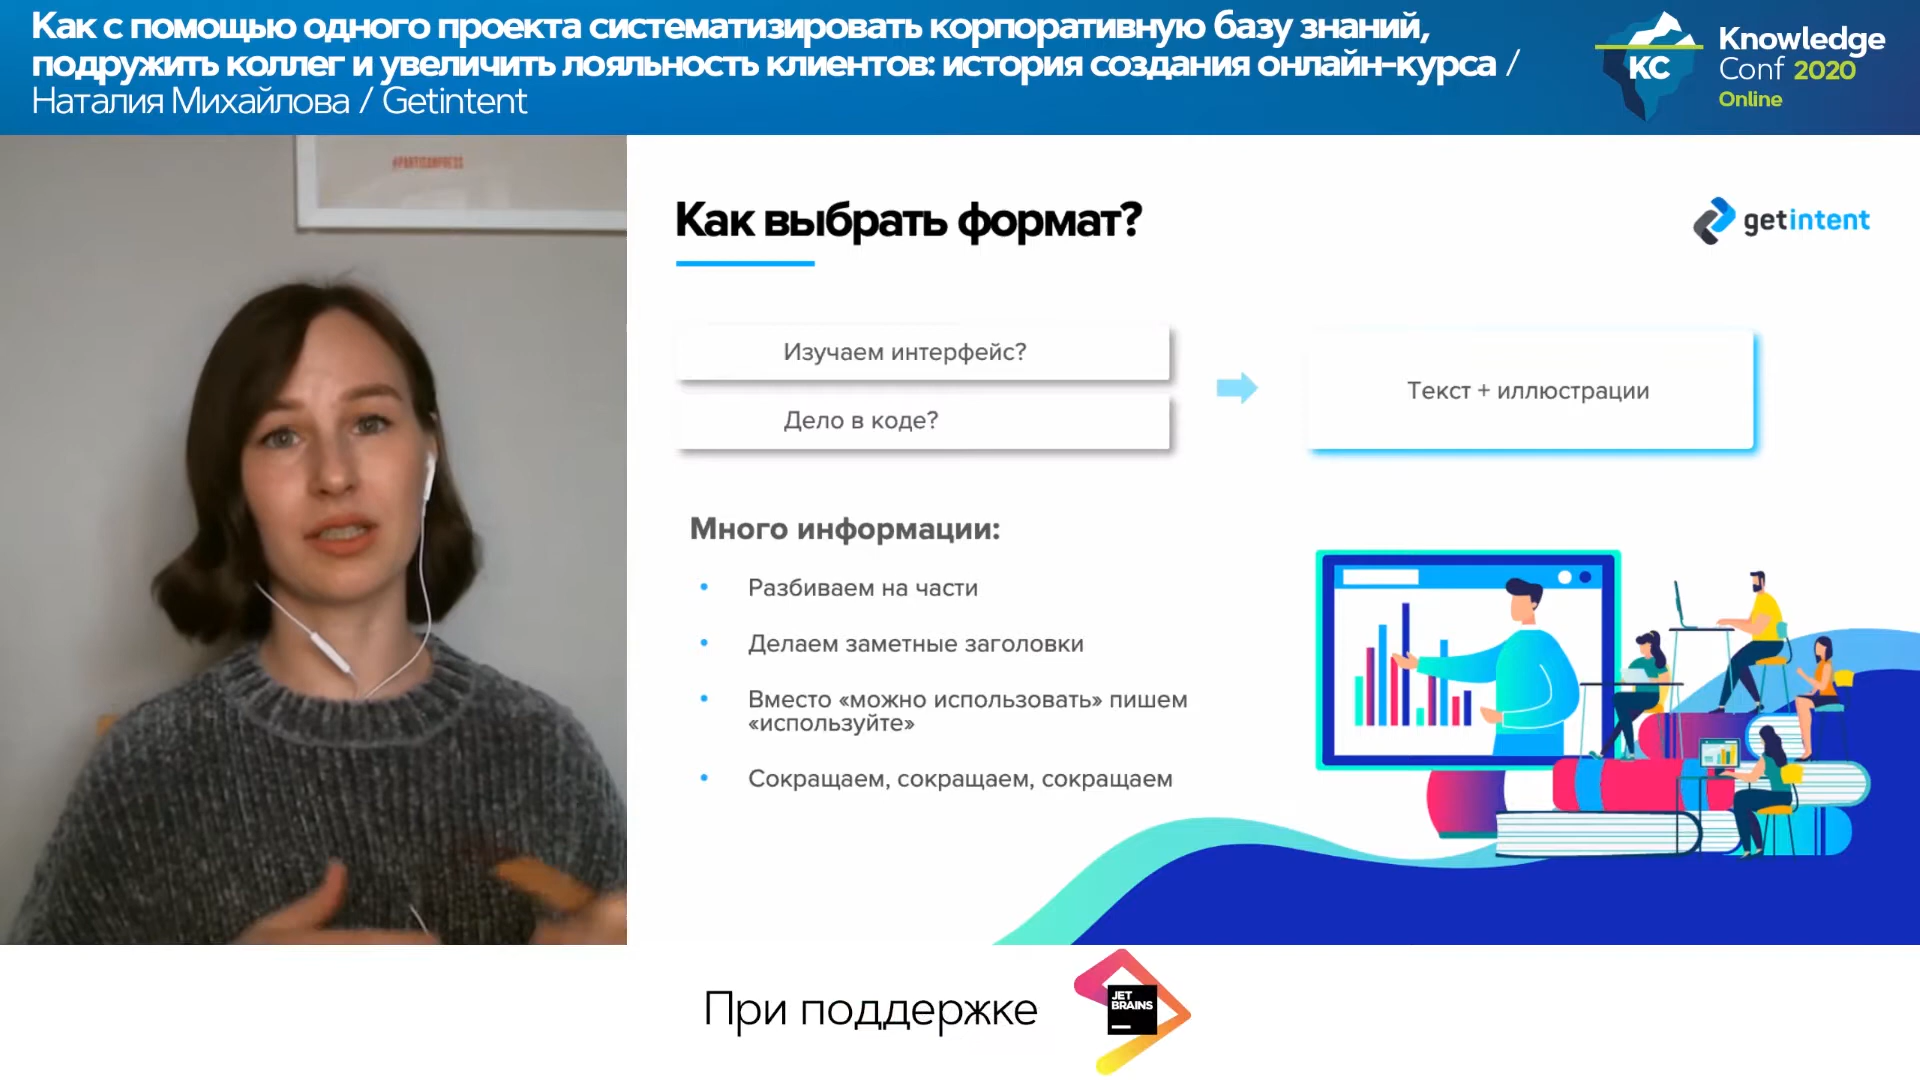 Как с помощью одного проекта систематизировать корпоративную базу знаний,
подружить коллег и увеличить лояльность клиентов: история создания онлайн-курса /
Наталия Михайлова / Getintent
КС
Knowledge
Conf 2020
Online
#PARTISANPRESS
Как выбрать формат?
getintent
Изучаем интерфейс?
Дело в коде?
Текст + иллюстрации
Много информации:
• Разбиваем на части
• Делаем заметные заголовки
• Вместо «можно использовать» пишем
«используйте»
• Сокращаем, сокращаем, сокращаем
При поддержке
JET
BRAINS